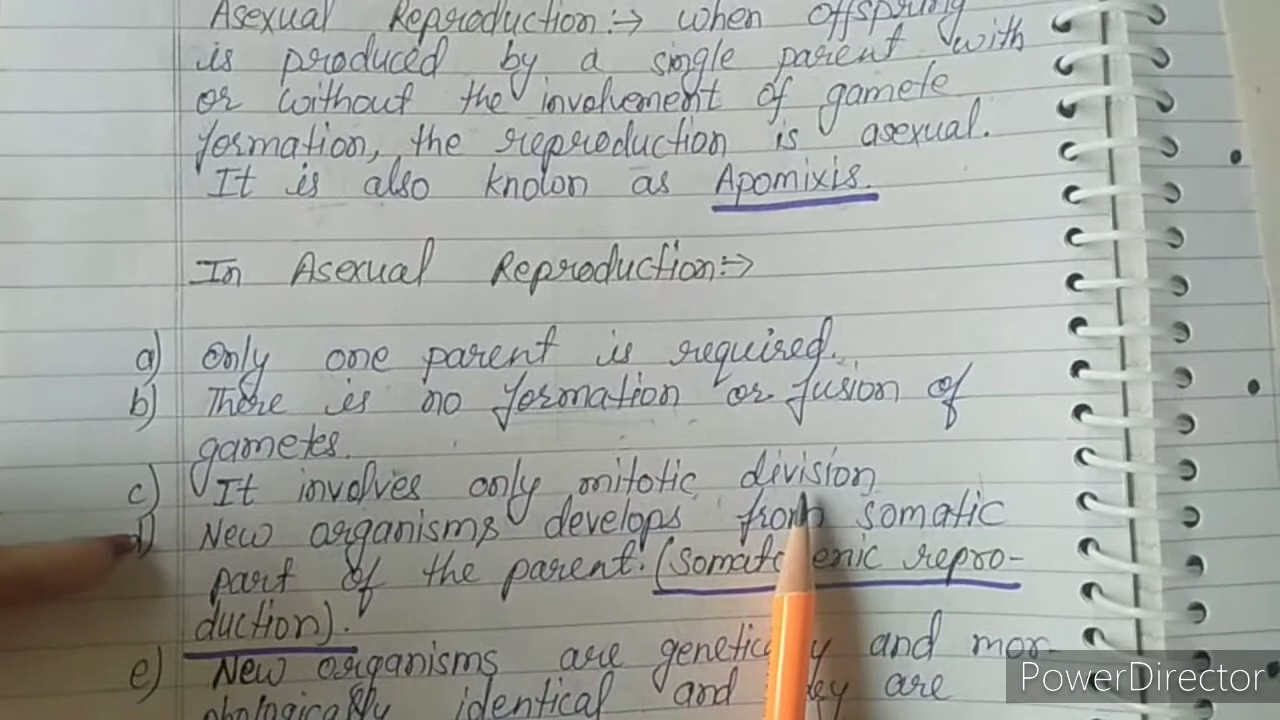 Asexual Reproduction:→ when offspring
is produced by a single parent with
or without the involvement of gamete
formation, the reproduction is asexual.
It is also known as Apomixis.
In Asexual Reproduction:→
a) Only one parent is required.
b) There is no formation or fusion of
gametes.
c) It involves only mitotic division
d) New organisms develops from somatic
part of the parent. (somatogenic repro-
duction).
e) New organisms are genetically and mor-
phologically identical and they are
PowerDirector